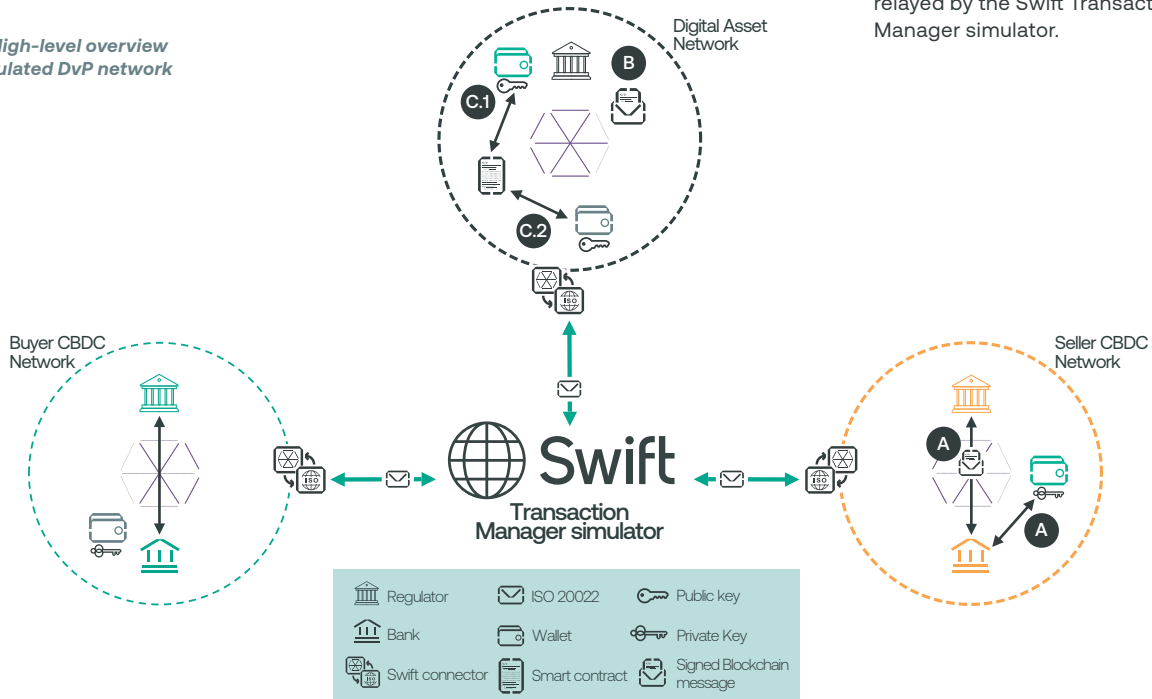 relayed by the Swift
Manager simulator.
High-level overview
DvP network
Digital Asset
Network
B
C.1
C.2
ISO
Buyer CBDC
Network
Seller CBDC
Network
A
ISO
Swift
ISO
A
Transaction
Manager simulator
Regulator
ISO 20022
Public key
Bank
Wallet
Private Key
ISO
Swift connector
Smart contract
Signed Blockchain
message